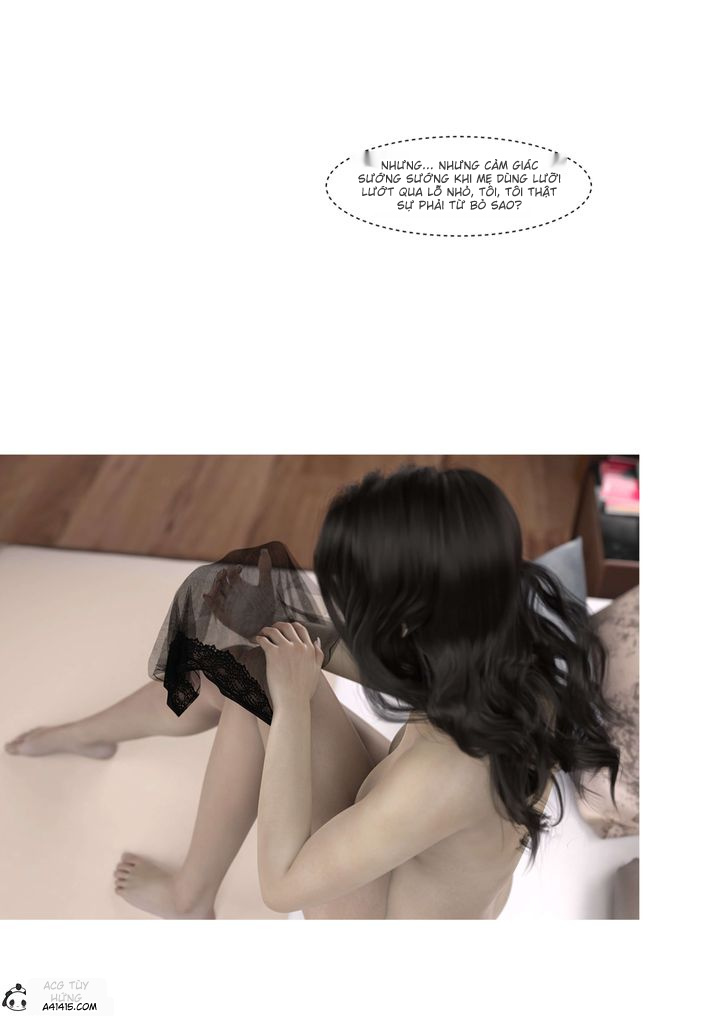 NHƯNG... NHƯNG CẢM GIÁC
SƯỚNG SƯỚNG KHI MẸ DÙNG LƯỠI
LƯỚT QUA LỖ NHỎ, TÔI, TÔI THẬT
SỰ PHẢI TỪ BỎ SAO?
ACG TÙY
HỨNG
A41415.COM